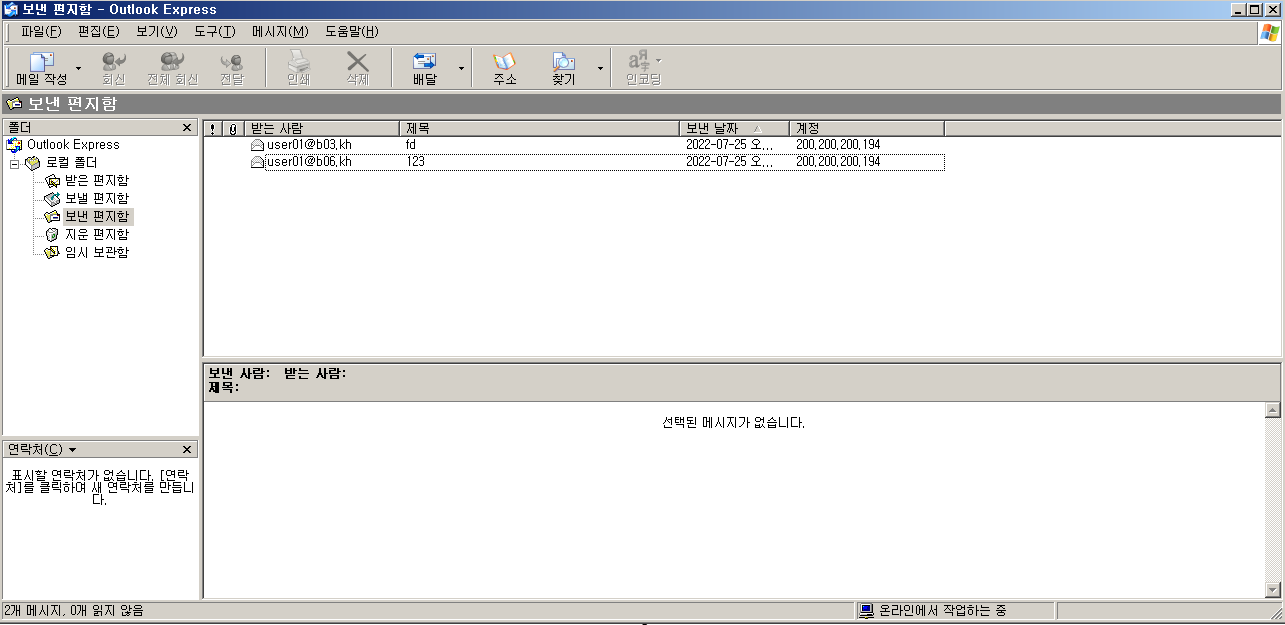 보낸 편지함 - Outlook Express
파일(F) 편집(E) 보기(V) 도구(T) 메시지(M) 도움말(H)
메일 작성 회신 전체 회신 전달 인쇄 삭제 배달 주소 찾기 인코딩
보낸 편지함
폴더
Outlook Express
로컬 폴더
받은 편지함
보낼 편지함
보낸 편지함
지운 편지함
임시 보관함
받는 사람 제목 보낸 날짜 계정
user01@b03.kh fd 2022-07-25 오... 200.200.200.194
user01@b06.kh 123 2022-07-25 오... 200.200.200.194
보낸 사람: 받는 사람:
제목:
선택된 메시지가 없습니다.
연락처(C)
표시할 연락처가 없습니다. [연락
처]를 클릭하여 새 연락처를 만듭니
다.
2개 메시지, 0개 읽지 않음 온라인에서 작업하는 중